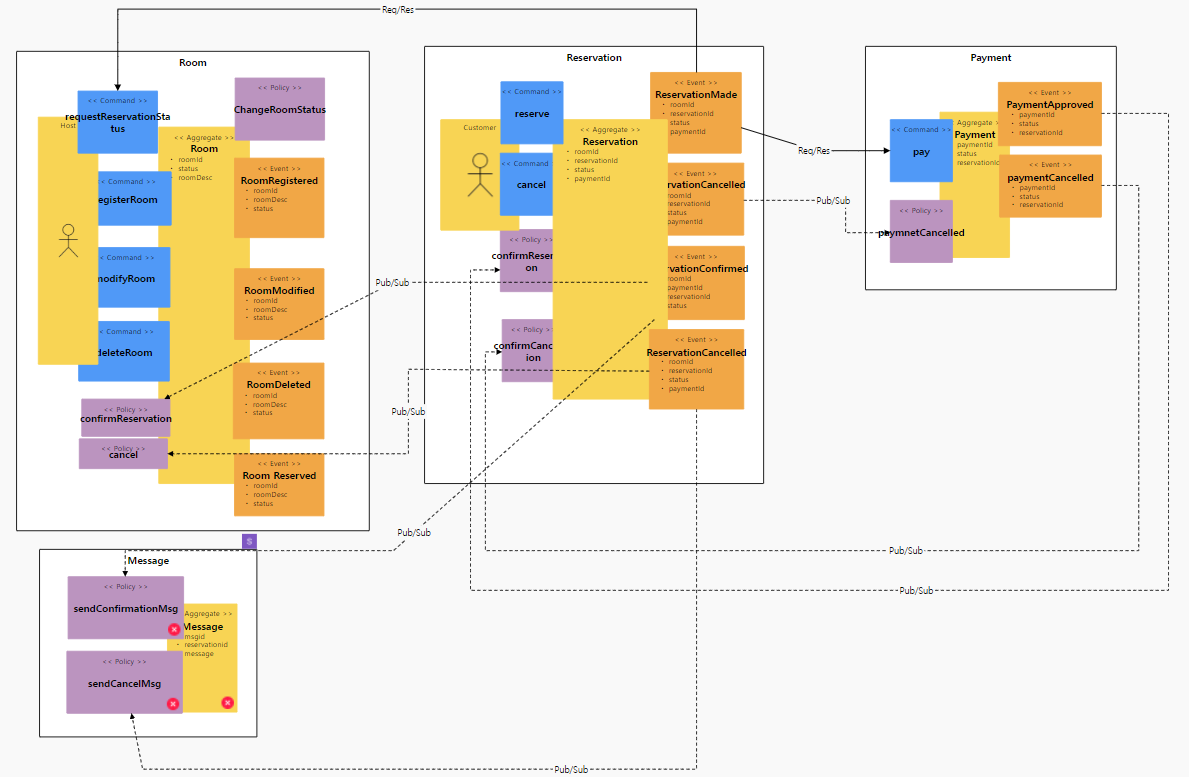 Req/Res
Room
Host
<< Command >>
requestReservationSta
tus
<< Command >>
egisterRoom
<< Command >>
modifyRoom
<< Command >>
deleteRoom
<< Policy >>
confirmReservation
<< Policy >>
cancel
<< Aggregate >>
Room
roomId
status
roomDesc
<< Policy >>
ChangeRoomStatus
<< Event >>
RoomRegistered
roomId
roomDesc
status
<< Event >>
RoomModified
roomId
roomDesc
status
<< Event >>
RoomDeleted
roomId
roomDesc
status
<< Event >>
Room Reserved
roomId
roomDesc
status
Reservation
Customer
<< Command >>
reserve
<< Command
cancel
<< Policy >
confirmReser
on
<< Policy >
confirmCanc
ion
<< Aggregate >>
Reservation
roomId
reservationId
status
paymentId
<< Event >>
ReservationMade
roomId
reservationId
status
paymentId
<< Event >>
rvationCancelled
roomId
reservationId
status
paymentId
<< Event >>
rvationConfirmed
roomId
paymentId
reservationId
status
<< Event >>
ReservationCancelled
roomId
reservationId
status
paymentId
Payment
<< Command >>
pay
<< Policy >>
paymnetCancelled
Aggregate >
Payment
paymentId
status
reservationId
<< Event >>
PaymentApproved
paymentId
status
reservationId
<< Event >>
paymentCancelled
paymentId
status
reservationId
Req/Res
Pub/Sub
Pub/Sub
Pub/Sub
Pub/Sub
Pub/Sub
Pub/Sub
Pub/Sub
$
Message
<< Policy >>
sendConfirmationMsg
<< Policy >>
sendCancelMsg
Aggregate >>
Message
msgid
reservationid
message